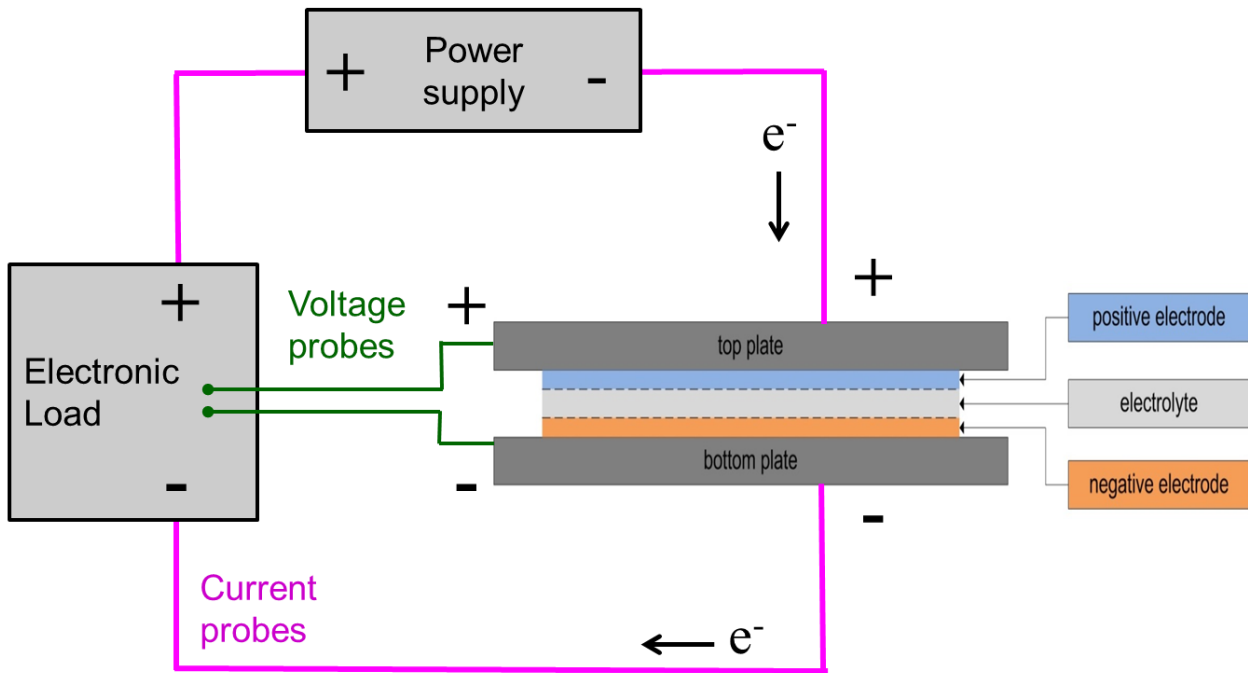 + Power supply -
e-
+
+
Voltage
probes
+
Electronic
Load
-
top plate
bottom plate
-
-
positive electrode
electrolyte
negative electrode
Current
probes
e-